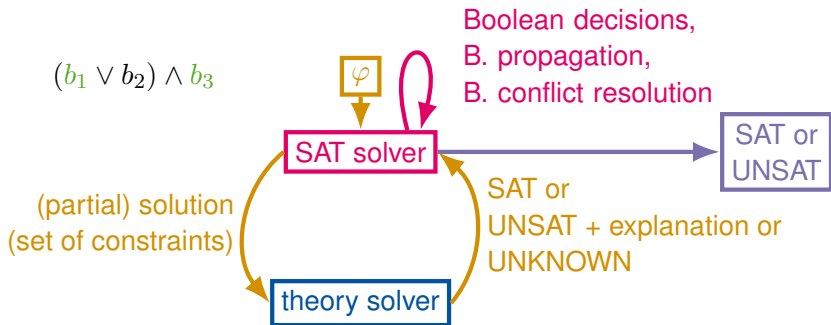 Boolean decisions,
B. propagation,
B. conflict resolution
(b₁ ∨ b₂) ∧ b₃
φ
SAT solver
SAT or
UNSAT
(partial) solution
(set of constraints)
SAT or
UNSAT + explanation or
UNKNOWN
theory solver